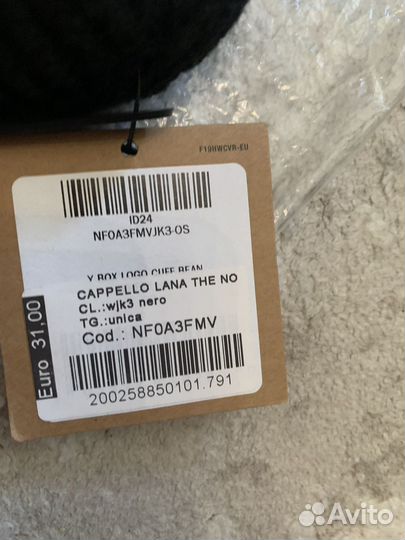 F19HWCVR-EU
ID24
NF0A3FMVJK3-OS
Y BOX LOGO CUFF BEAN
CAPPELLO LANA THE NO
CL.:wjk3 nero
TG.:unica
Cod.: NF0A3FMV
200258850101.791
Euro 31,00
Avito